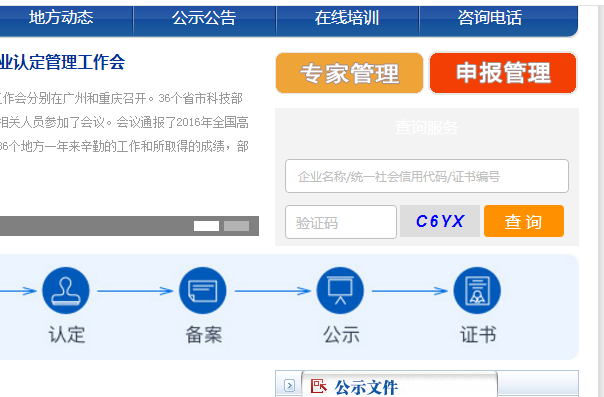 地方动态 公示公告 在线培训 咨询电话
业认定管理工作会
工作会分别在广州和重庆召开。36个省市科技部
相关人员参加了会议。会议通报了2016年全国高
36个地方一年来辛勤的工作和所取得的成绩，部
专家管理 申报管理
查询服务
企业名称/统一社会信用代码/证书编号
验证码 C6YX 查 询
认定 备案 公示 证书
公示文件